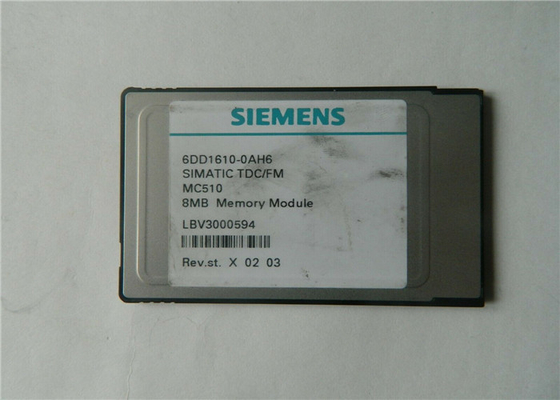 SIEMENS
6DD1610-0AH6
SIMATIC TDC/FM
MC510
8MB Memory Module
LBV3000594
Rev.st. X 02 03